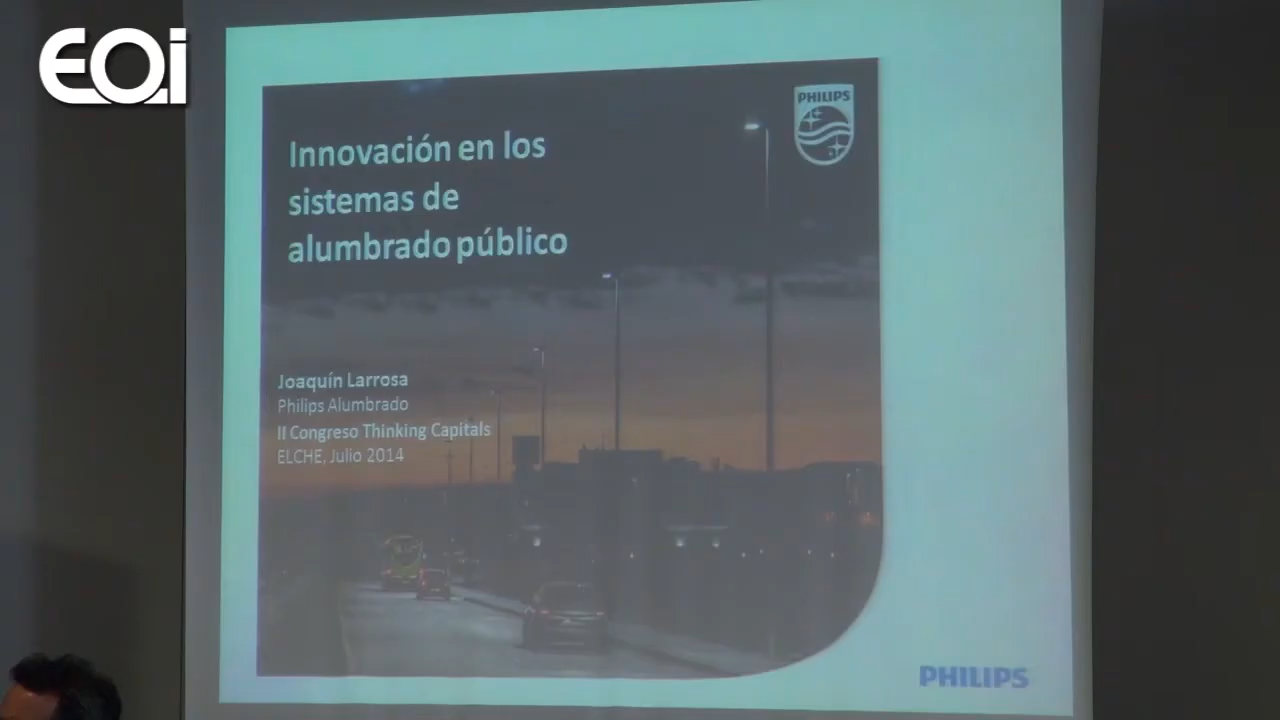 EOi
PHILIPS
Innovación en los
sistemas de
alumbrado público
Joaquín Larrosa
Philips Alumbrado
II Congreso Thinking Capitals
ELCHE, Julio 2014
PHILIPS